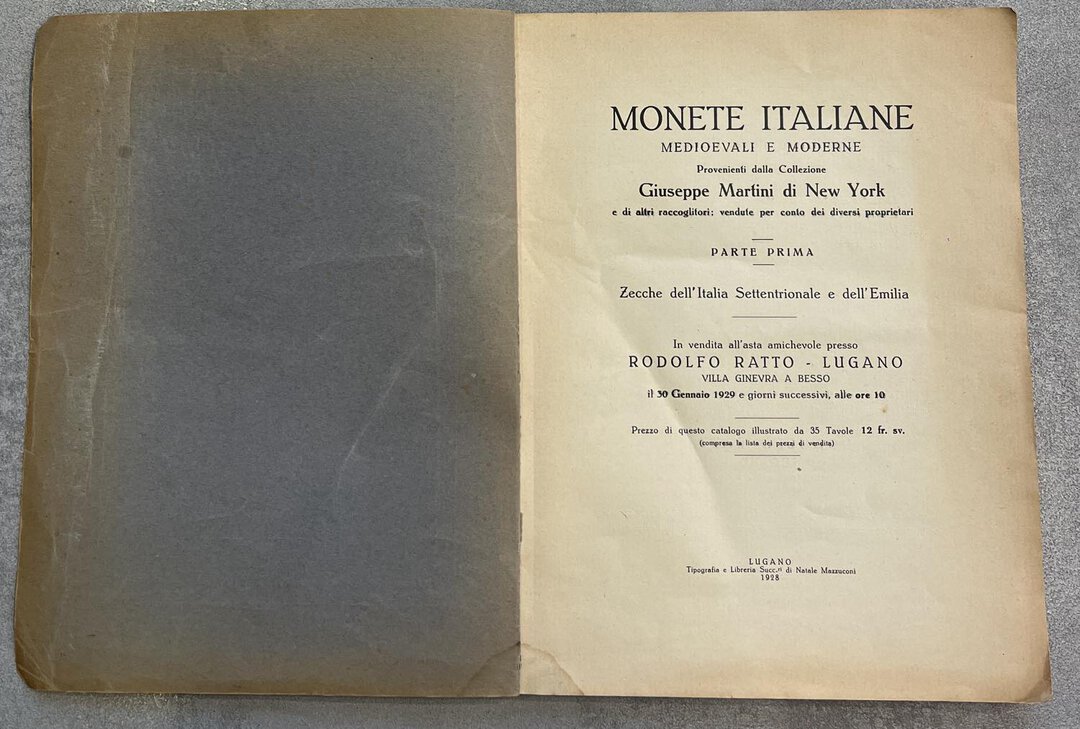 MONETE ITALIANE
MEDIOEVALI E MODERNE
Provenienti dalla Collezione
Giuseppe Martini di New York
e di altri raccoglitori; vendute per conto dei diversi proprietari
PARTE PRIMA
Zecche dell'Italia Settentrionale e dell'Emilia
In vendita all'asta amichevole presso
RODOLFO RATTO - LUGANO
VILLA GINEVRA A BESSO
il 30 Gennaio 1929 e giorni successivi, alle ore 10
Prezzo di questo catalogo illustrato da 35 Tavole 12 fr. sv.
(compresa la lista dei prezzi di vendita)
LUGANO
Tipografia e Libreria Succ.ri di Natale Mazzuconi
1928